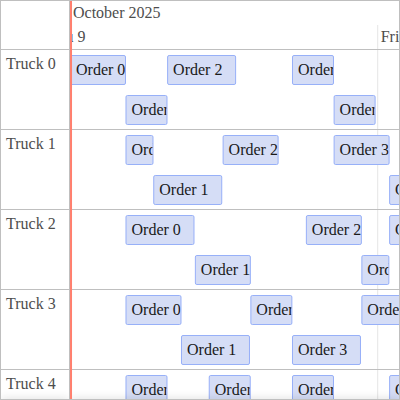 October 2025
9 Fri
Truck 0
Order 0 Order 2 Order
Order Order
Truck 1
Order 2 Order 3
Order 1
Truck 2
Order 0 Order 2
Order 1
Truck 3
Order 0 Order Orde
Order 1 Order 3
Truck 4
Order Order Order